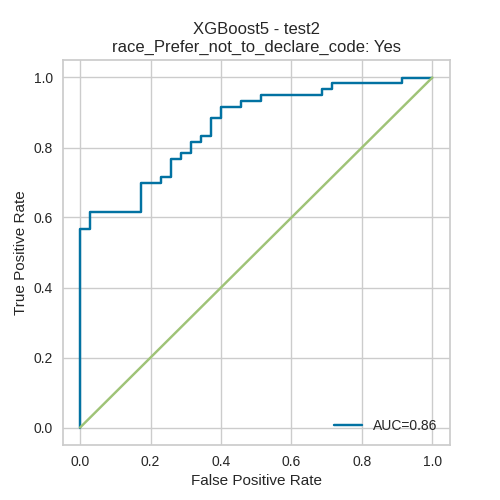 XGBoost5 - test2
race_Prefer_not_to_declare_code: Yes
True Positive Rate
1.0
0.8
0.6
0.4
0.2
0.0
AUC=0.86
0.0 0.2 0.4 0.6 0.8 1.0
False Positive Rate